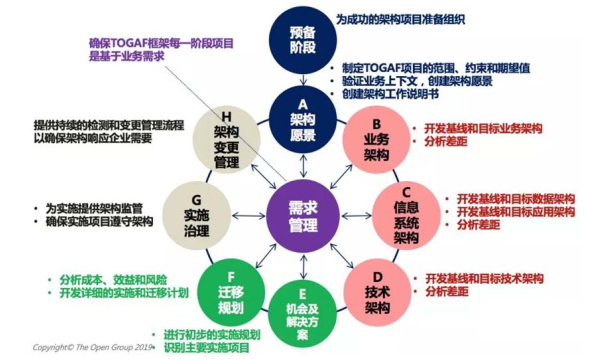 预备
阶段
为成功的架构项目准备组织
确保TOGAF框架每一阶段项目
是基于业务需求
• 制定TOGAF项目的范围、约束和期望值
• 验证业务上下文，创建架构愿景
• 创建架构工作说明书
A
架构
愿景
H
架构
变更
管理
提供持续的检测和变更管理流程
以确保架构响应企业需要
B
业务
架构
• 开发基线和目标业务架构
• 分析差距
G
实施
治理
• 为实施提供架构监管
• 确保实施项目遵守架构
需求
管理
C
信息
系统
架构
• 开发基线和目标数据架构
• 开发基线和目标应用架构
• 分析差距
F
迁移
规划
• 分析成本、效益和风险
• 开发详细的实施和迁移计划
E
机会及
解决方
案
D
技术
架构
• 开发基线和目标技术架构
• 分析差距
• 进行初步的实施规划
• 识别主要实施项目
Copyright© The Open Group 2019